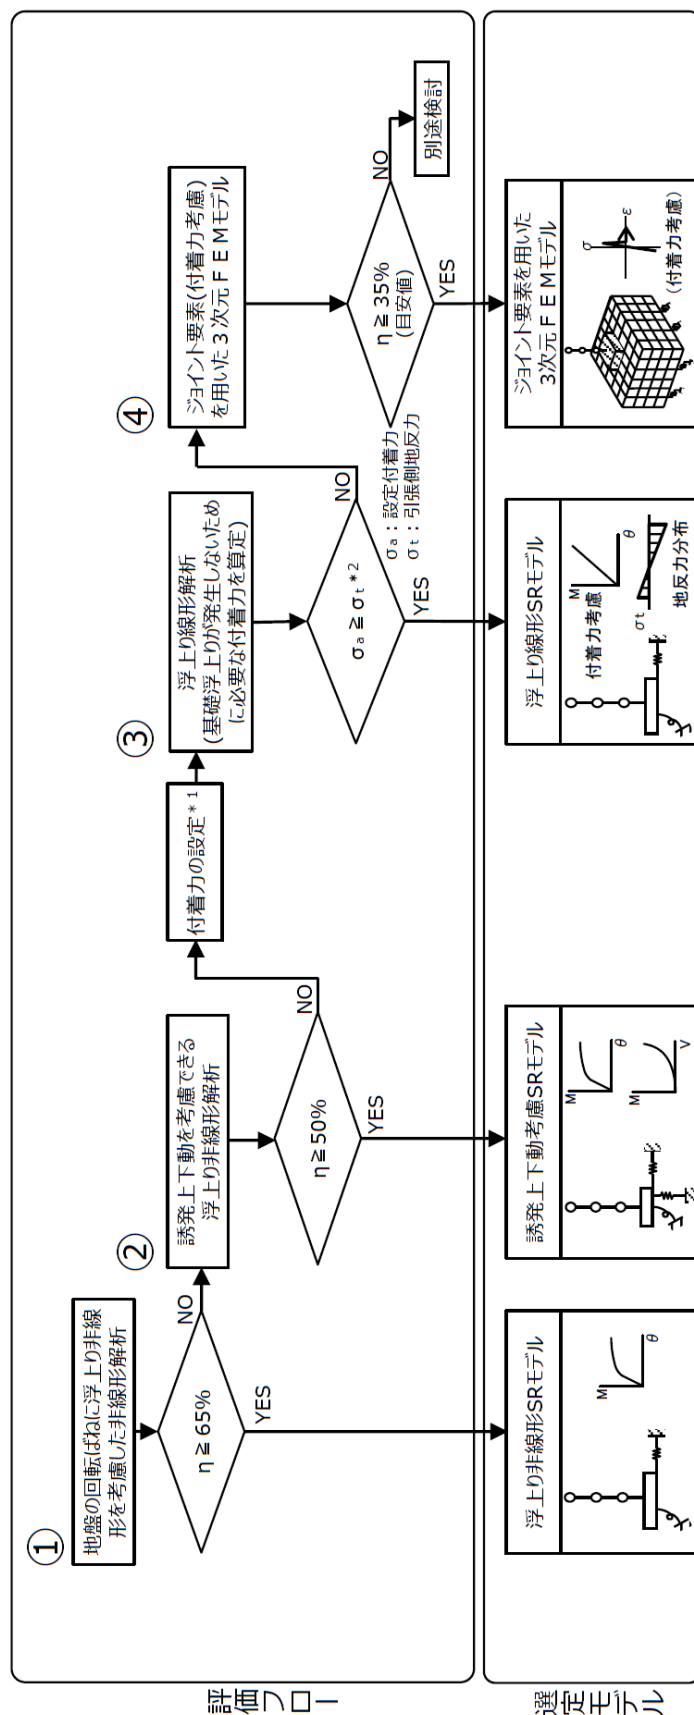 評価フロー
①
地盤の回転ばねに浮上り非線
形を考慮した非線形解析
η≧65%
NO
YES
②
誘発上下動を考慮できる
浮上り非線形解析
η≧50%
NO
YES
付着力の設定*1
③
浮上り線形解析
(基礎浮上りが発生しないため
に必要な付着力を算定)
σa≧σt*2
NO
YES
σa：設定付着力
σt：引張側地反力
④
ジョイント要素(付着力考慮)
を用いた３次元ＦＥＭモデル
η≧35%
(目安値)
NO
YES
別途検討
選定モデル
浮上り非線形SRモデル
M
θ
誘発上下動考慮SRモデル
M
θ
M
V
浮上り線形SRモデル
M
θ
付着力考慮
σt
地反力分布
ジョイント要素を用いた
3次元ＦＥＭモデル
σ
ε
(付着力考慮)